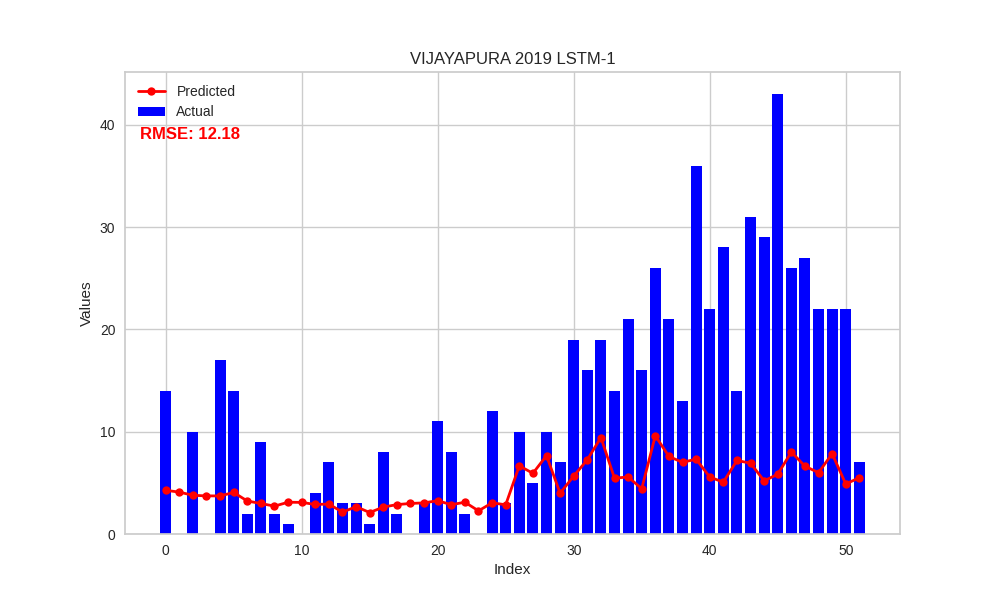 VIJAYAPURA 2019 LSTM-1
Predicted
Actual
RMSE: 12.18
Values
40
30
20
10
0
0 10 20 30 40 50
Index